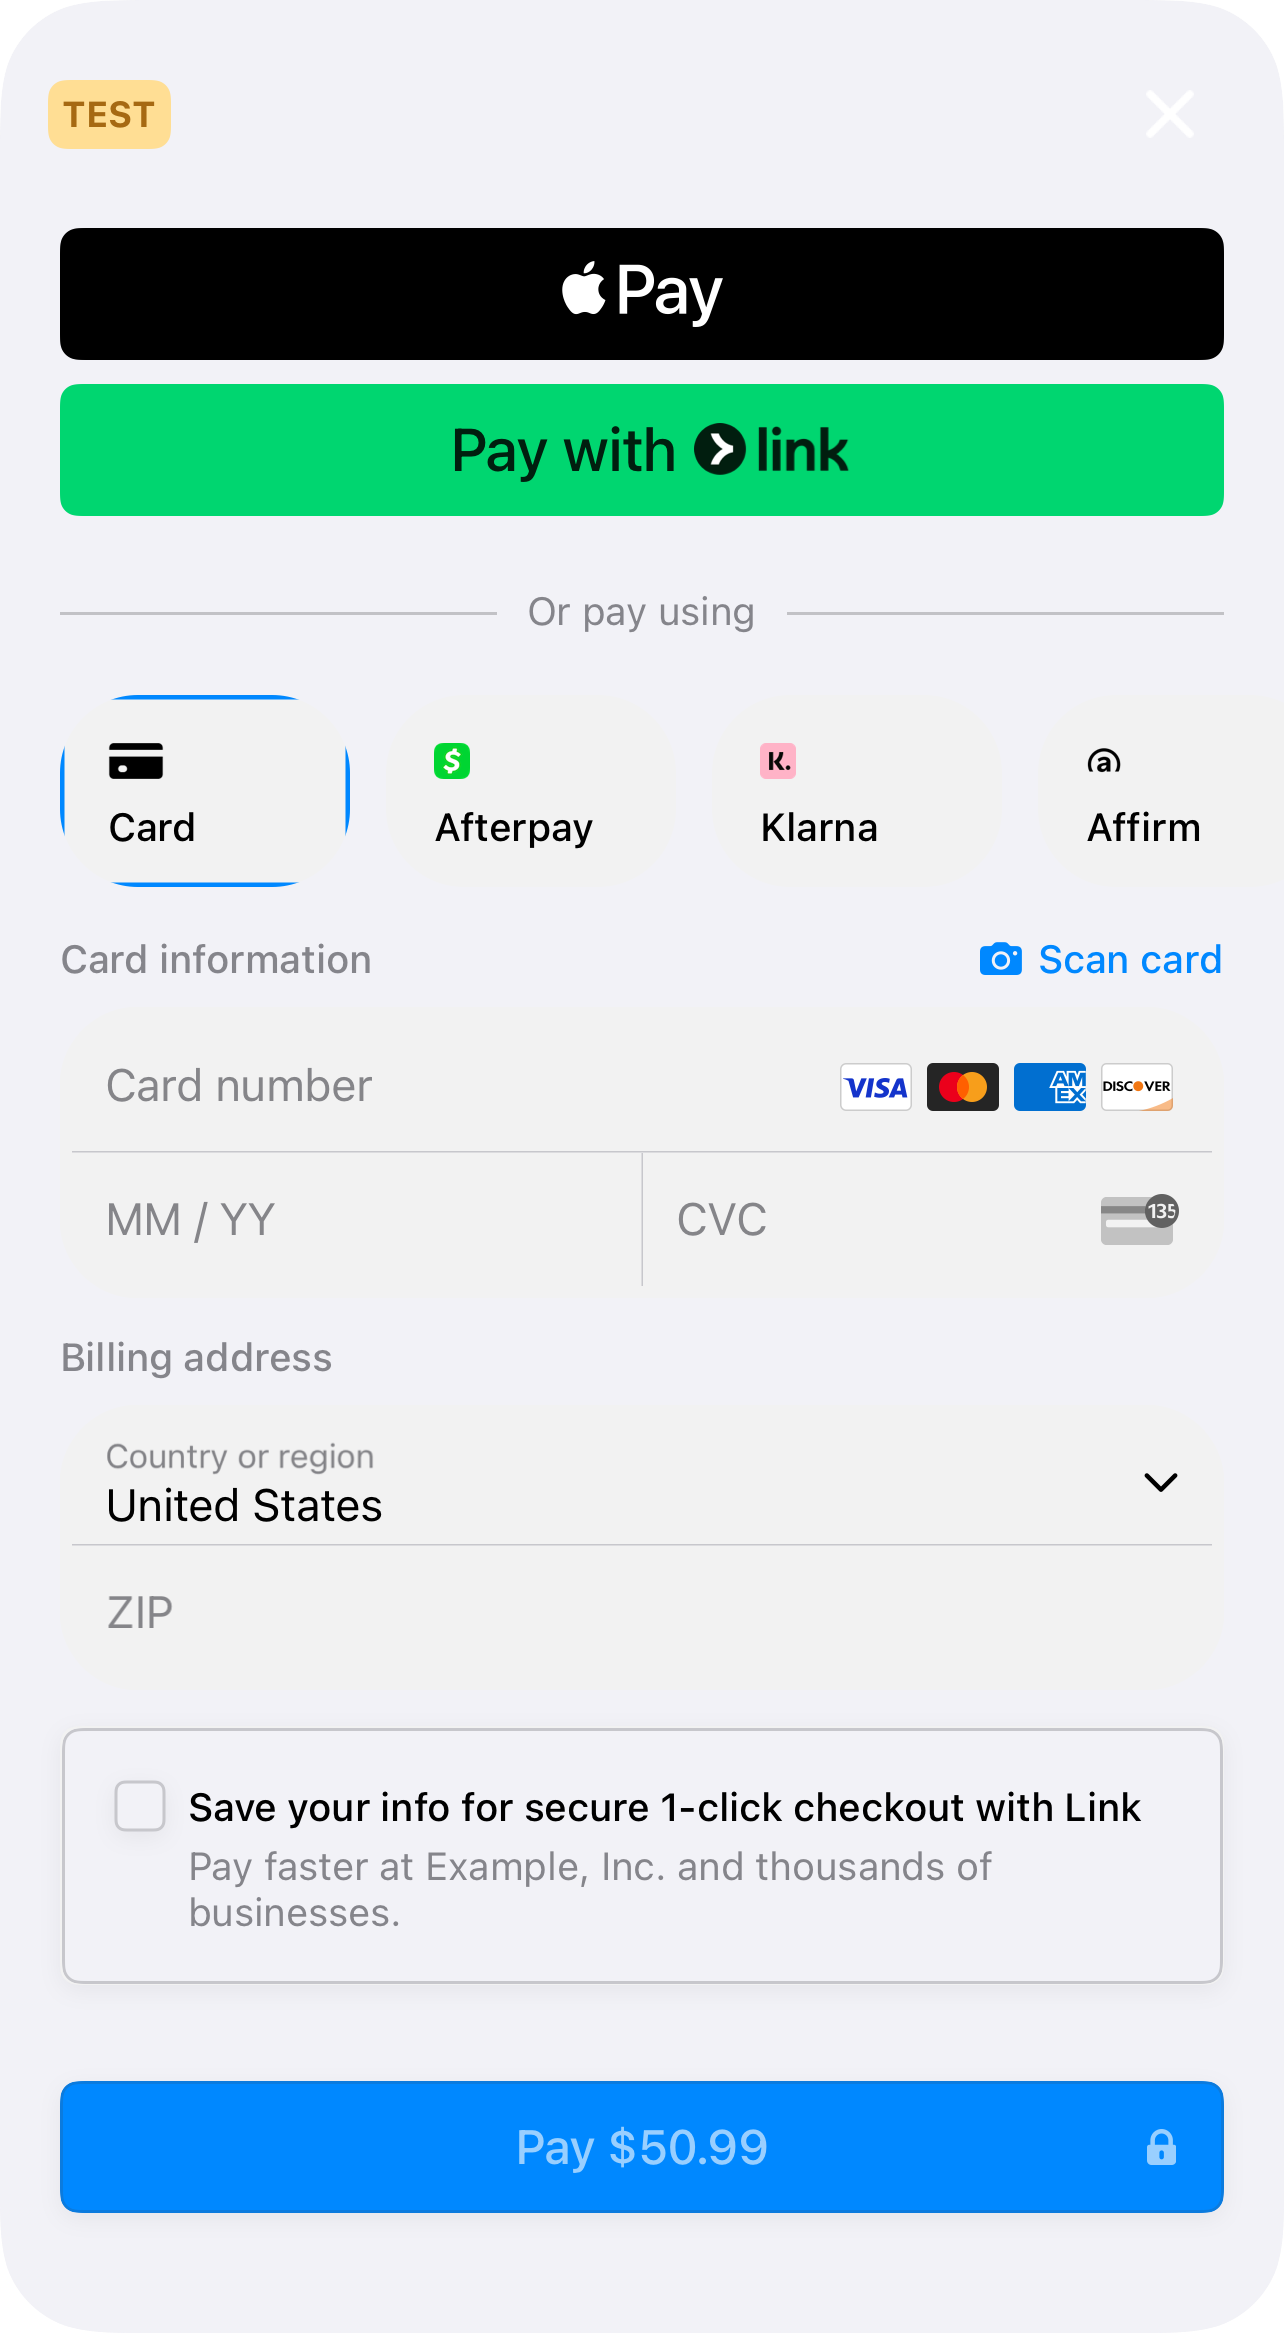 TEST
Pay
Pay with link
Or pay using
Card
Afterpay
Klarna
Affirm
Card information
Scan card
Card number
VISA
AM
EX
DISCOVER
MM / YY
CVC
135
Billing address
Country or region
United States
ZIP
Save your info for secure 1-click checkout with Link
Pay faster at Example, Inc. and thousands of
businesses.
Pay $50.99